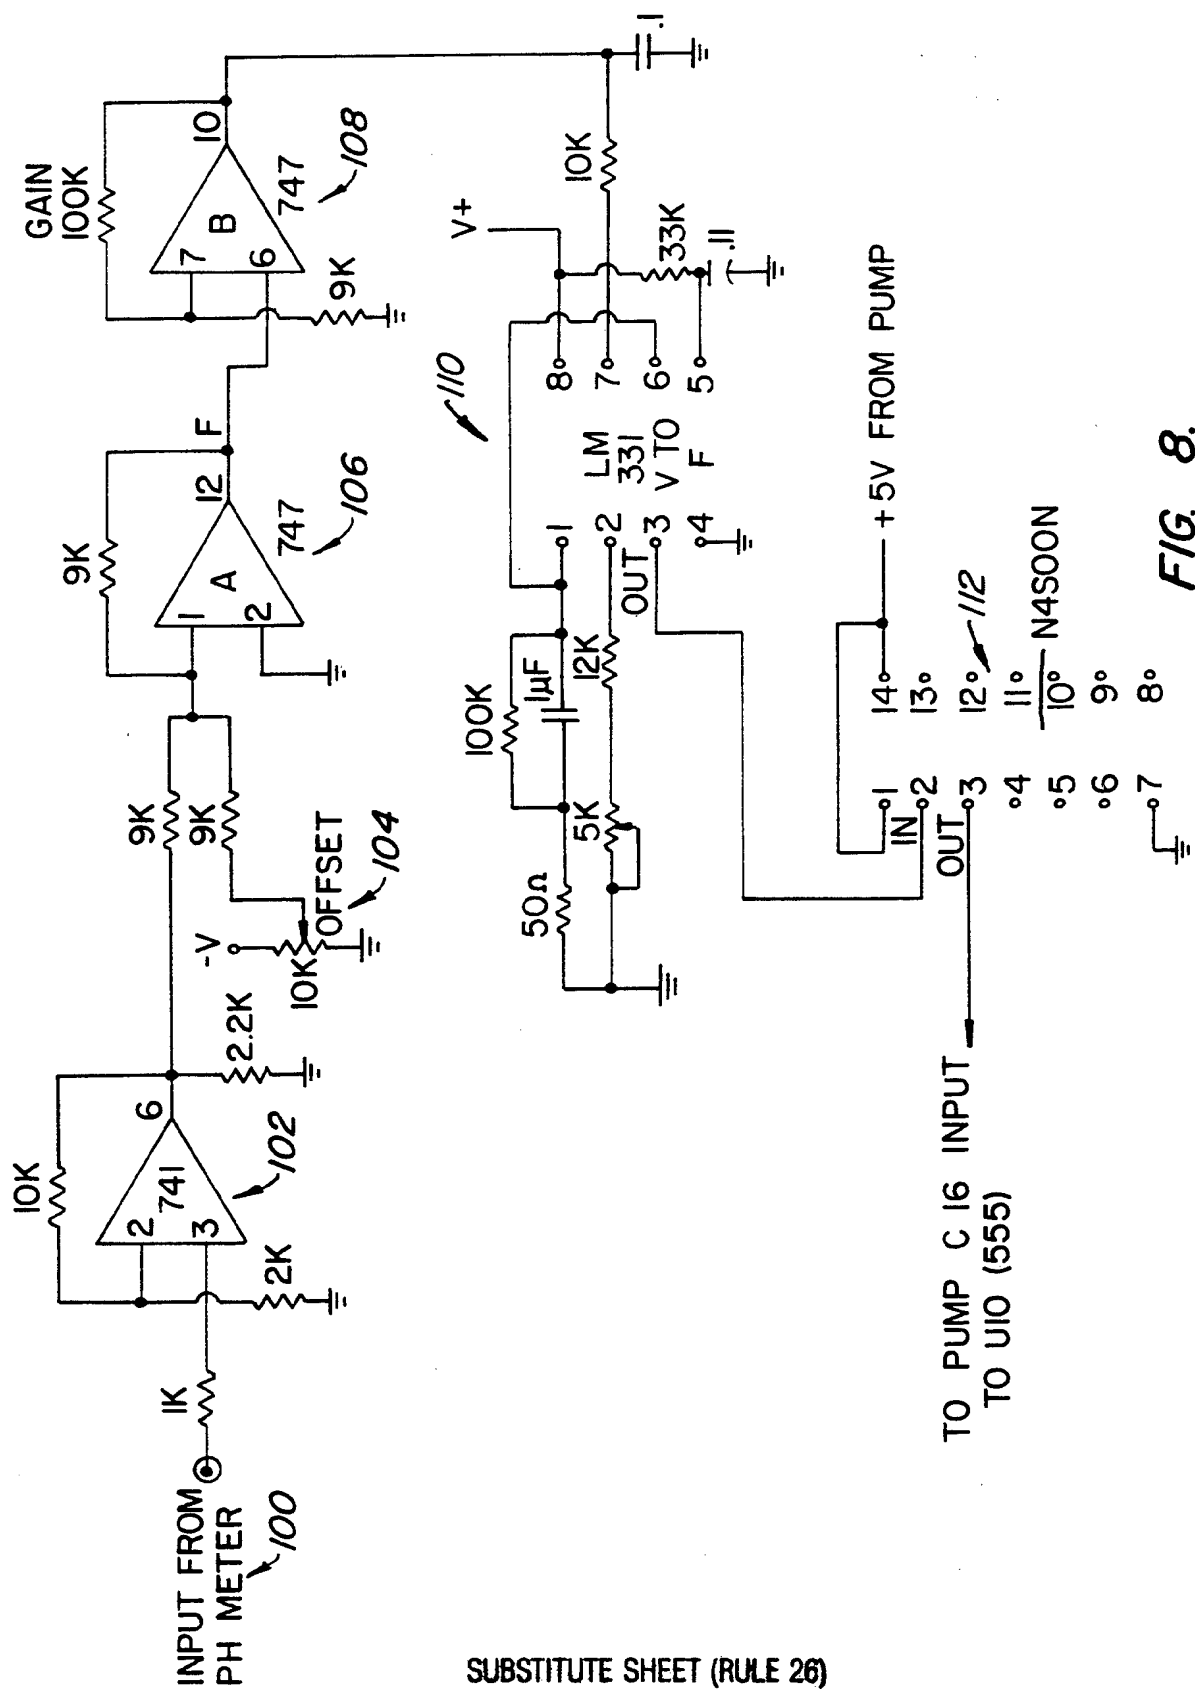 INPUT FROM
PH METER
100
1K
2K
10K
2
3
741
6
102
2.2K
-V
10K
OFFSET
104
9K
9K
9K
1
2
A
12
F
747
106
GAIN
100K
7
6
B
10
747
108
9K
.1
10K
V+
33K
.11
110
8
7
6
5
LM
331
V TO
F
1
2
3
4
OUT
100K
1µF
12K
5K
50Ω
+5V FROM PUMP
1
2
3
4
5
6
7
IN
OUT
14
13
12
11
10
9
8
112
N4SOON
TO PUMP C 16 INPUT
TO U10 (555)
FIG. 8.
SUBSTITUTE SHEET (RULE 26)